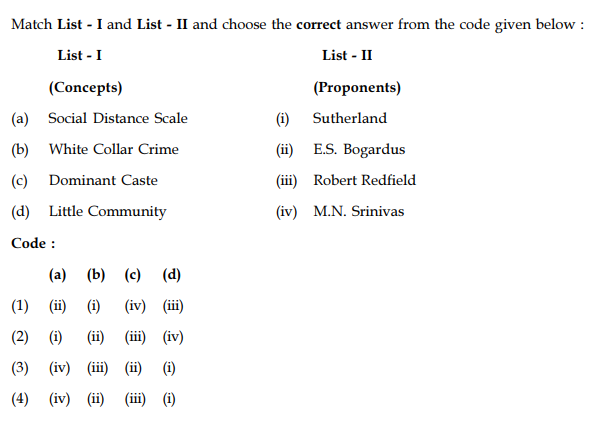 Match List - I and List - II and choose the correct answer from the code given below :
List - I List - II
(Concepts) (Proponents)
(a) Social Distance Scale (i) Sutherland
(b) White Collar Crime (ii) E.S. Bogardus
(c) Dominant Caste (iii) Robert Redfield
(d) Little Community (iv) M.N. Srinivas
Code :
(a) (b) (c) (d)
(1) (ii) (i) (iv) (iii)
(2) (i) (ii) (iii) (iv)
(3) (iv) (iii) (ii) (i)
(4) (iv) (ii) (iii) (i)